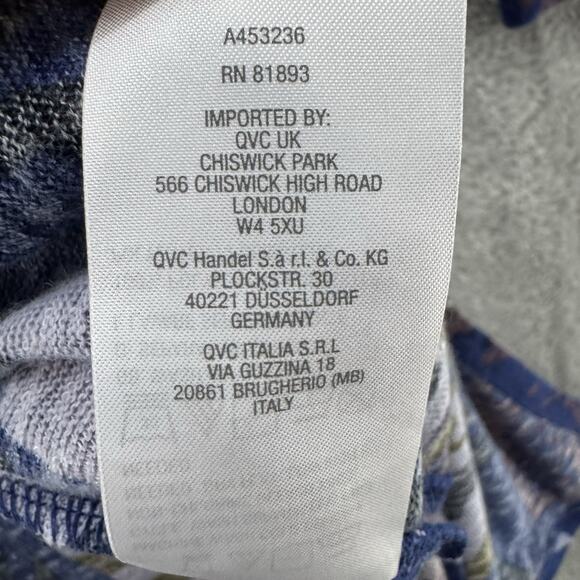 A453236
RN 81893
IMPORTED BY:
QVC UK
CHISWICK PARK
566 CHISWICK HIGH ROAD
LONDON
W4 5XU
QVC Handel S.à r.l. & Co. KG
PLOCKSTR. 30
40221 DÜSSELDORF
GERMANY
QVC ITALIA S.R.L
VIA GUZZINA 18
20861 BRUGHERIO (MB)
ITALY